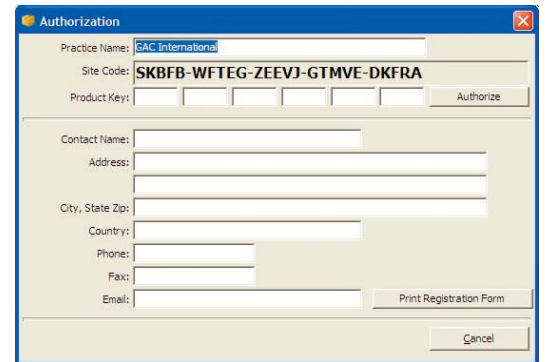 Authorization
Practice Name: GAC International
Site Code: SKBFB-WFTEG-ZEEVJ-GTMVE-DKFRA
Product Key: Authorize
Contact Name:
Address:
City, State Zip:
Country:
Phone:
Fax:
Email: Print Registration Form
Cancel